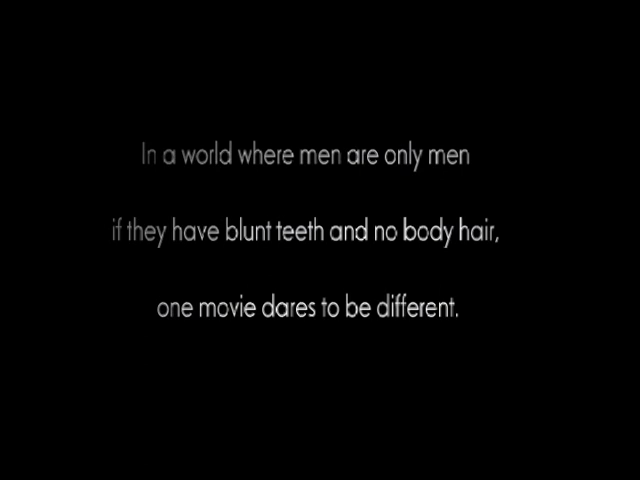 In a world where men are only men
if they have blunt teeth and no body hair,
one movie dares to be different.